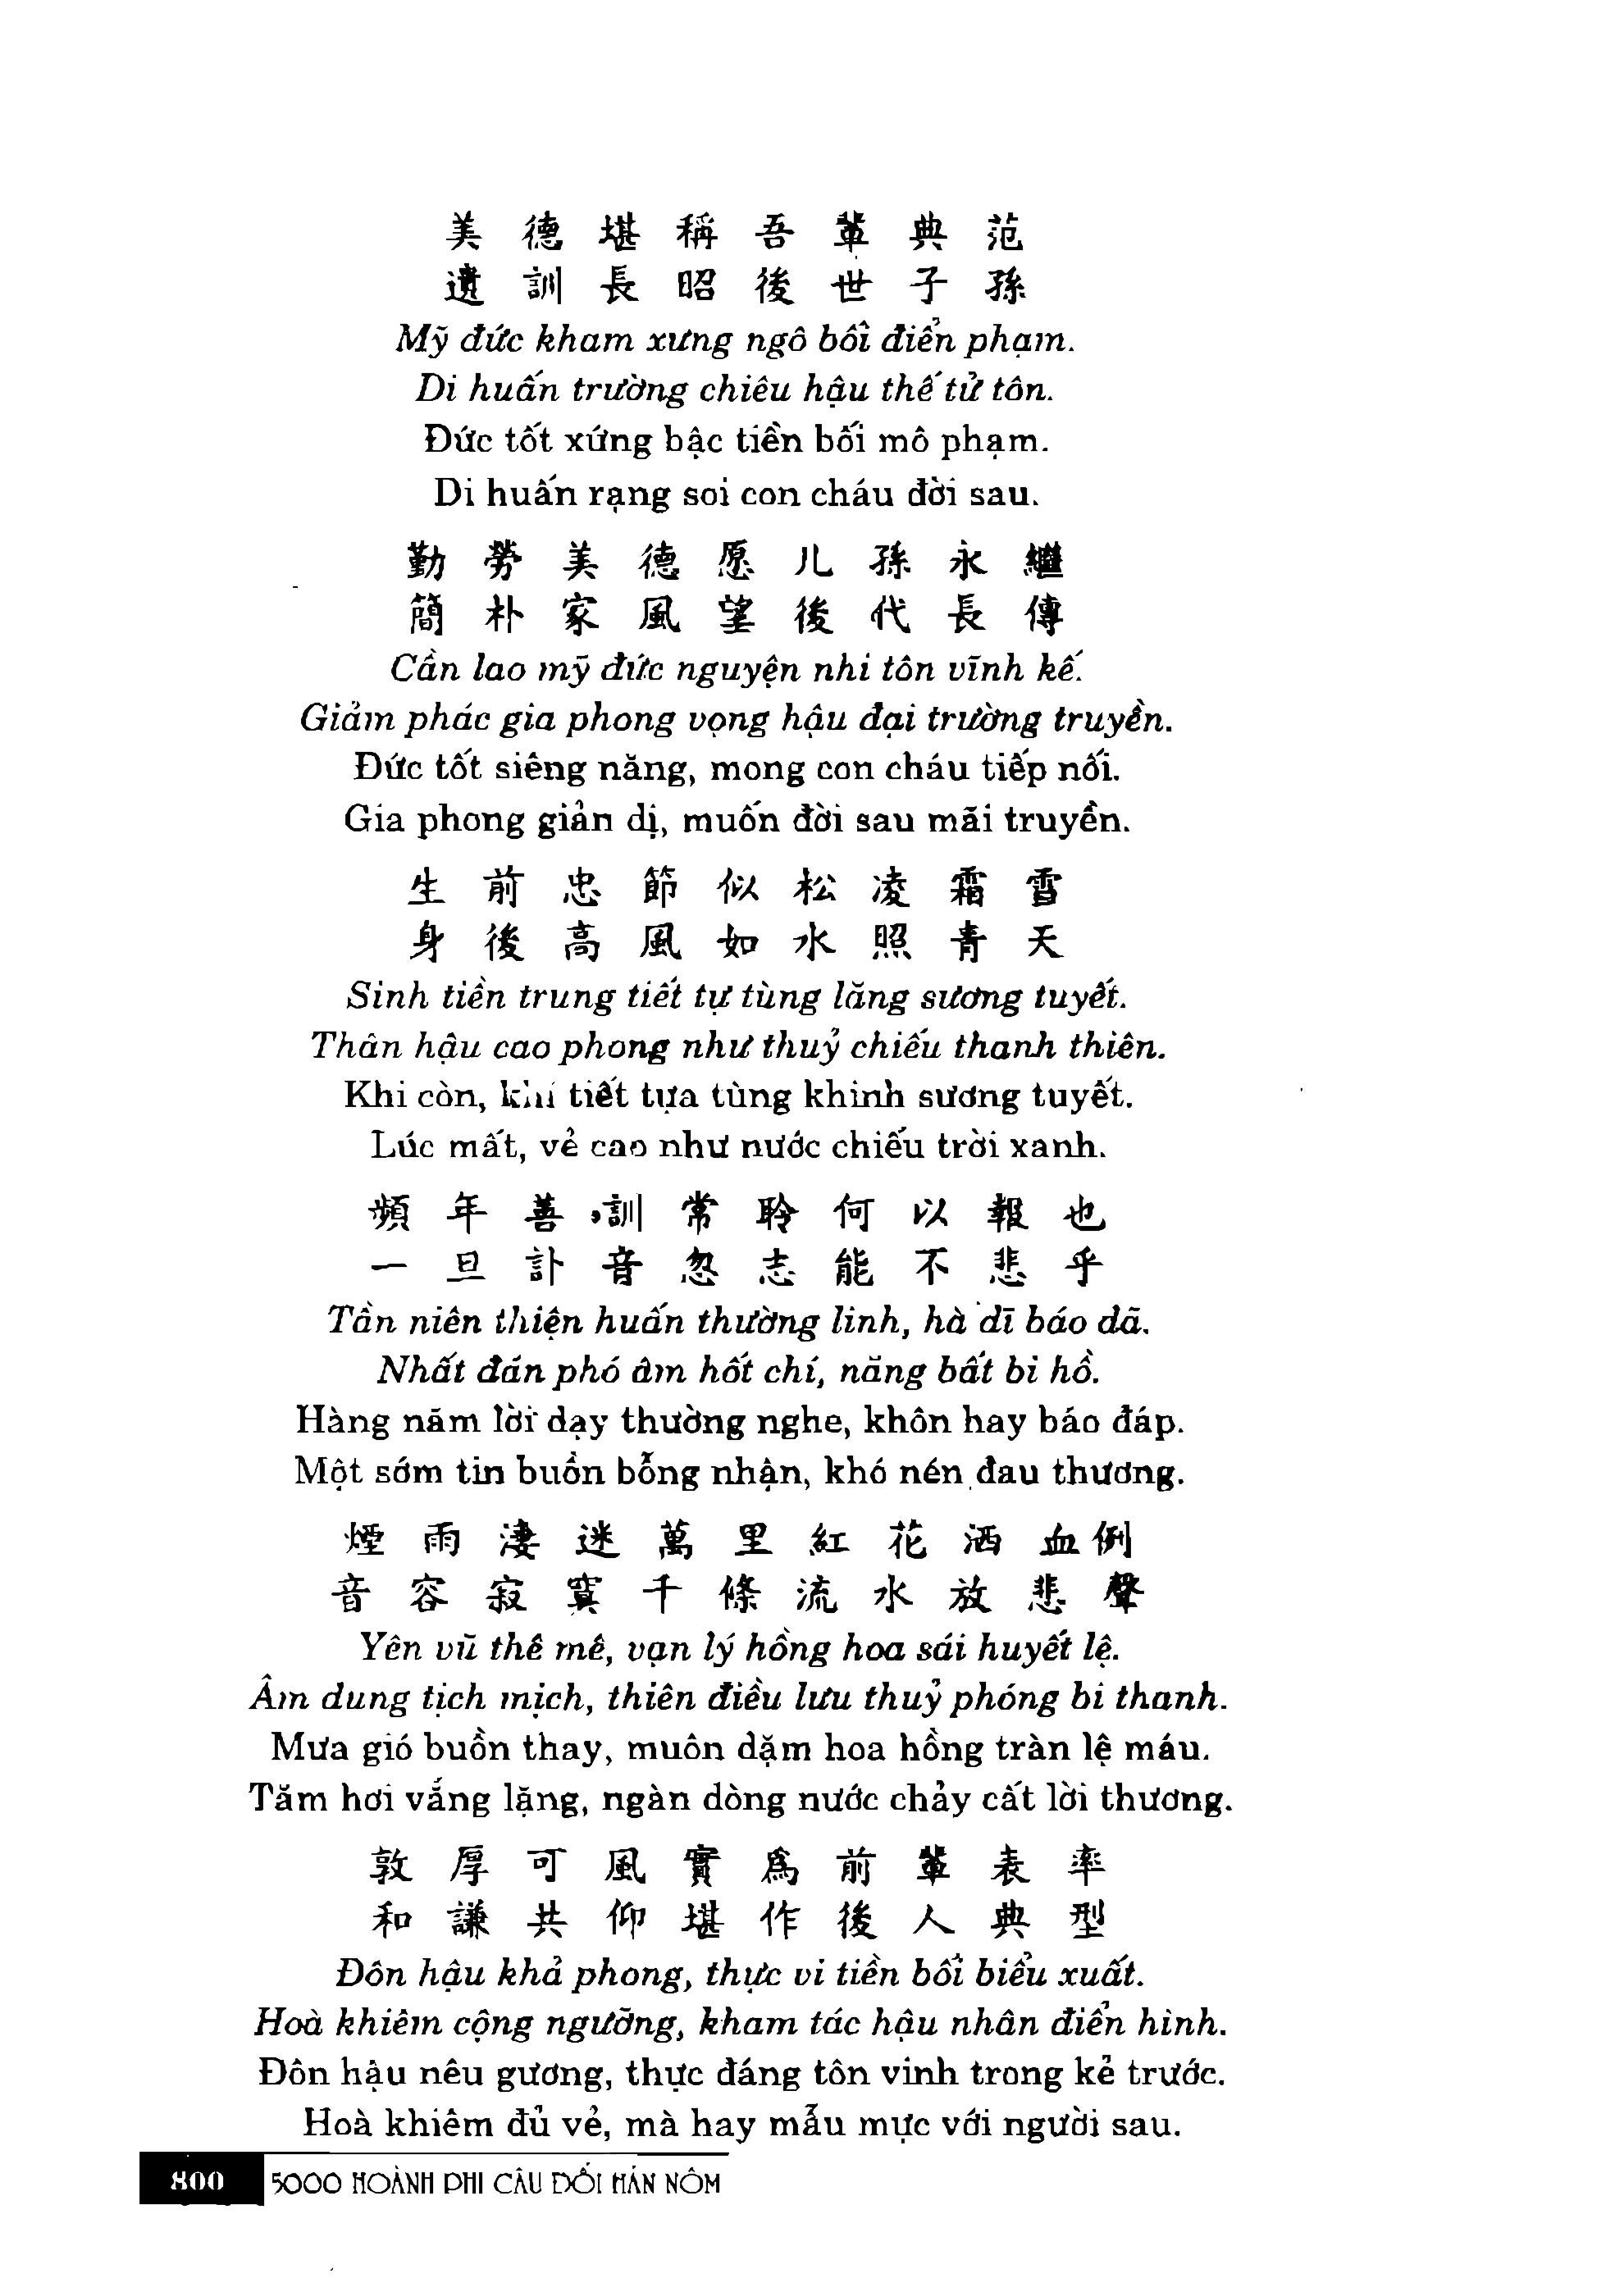 美德堪稱吾輩典范
遺訓長昭後世子孫
Mỹ đức kham xưng ngô bối điển phạm.
Di huấn trường chiêu hậu thế tử tôn.
Đức tốt xứng bậc tiền bối mô phạm.
Di huấn rạng soi con cháu đời sau.
勤勞美德愿儿孫永繼
簡朴家風望後代長傳
Cần lao mỹ đức nguyện nhi tôn vĩnh kế.
Giảm phác gia phong vọng hậu đại trường truyền.
Đức tốt siêng năng, mong con cháu tiếp nối.
Gia phong giản dị, muốn đời sau mãi truyền.
生前忠節似松凌霜雪
身後高風如水照青天
Sinh tiền trung tiết tự tùng lăng sương tuyết.
Thân hậu cao phong như thuỷ chiếu thanh thiên.
Khi còn, khí tiết tựa tùng khinh sương tuyết.
Lúc mất, vẻ cao như nước chiếu trời xanh.
頻年善訓常聆何以報也
一旦訃音忽志能不悲乎
Tần niên thiện huấn thường linh, hà dĩ báo dã.
Nhất đán phó âm hốt chí, năng bất bi hồ.
Hàng năm lời dạy thường nghe, khôn hay báo đáp.
Một sớm tin buồn bỗng nhận, khó nén đau thương.
煙雨淒迷萬里紅花洒血例
音容寂寞千條流水放悲聲
Yên vũ thê mê, vạn lý hồng hoa sái huyết lệ.
Âm dung tịch mịch, thiên điều lưu thuỷ phóng bi thanh.
Mưa gió buồn thay, muôn dặm hoa hồng tràn lệ máu.
Tăm hơi vắng lặng, ngàn dòng nước chảy cất lời thương.
敦厚可風實為前輩表率
和謙共仰堪作後人典型
Đôn hậu khả phong, thực vi tiền bối biểu xuất.
Hoà khiêm cộng ngưỡng, kham tác hậu nhân điển hình.
Đôn hậu nêu gương, thực đáng tôn vinh trong kẻ trước.
Hoà khiêm đủ vẻ, mà hay mẫu mực với người sau.
800 5000 HOÀNH PHI CÂU ĐỐI HÁN NÔM